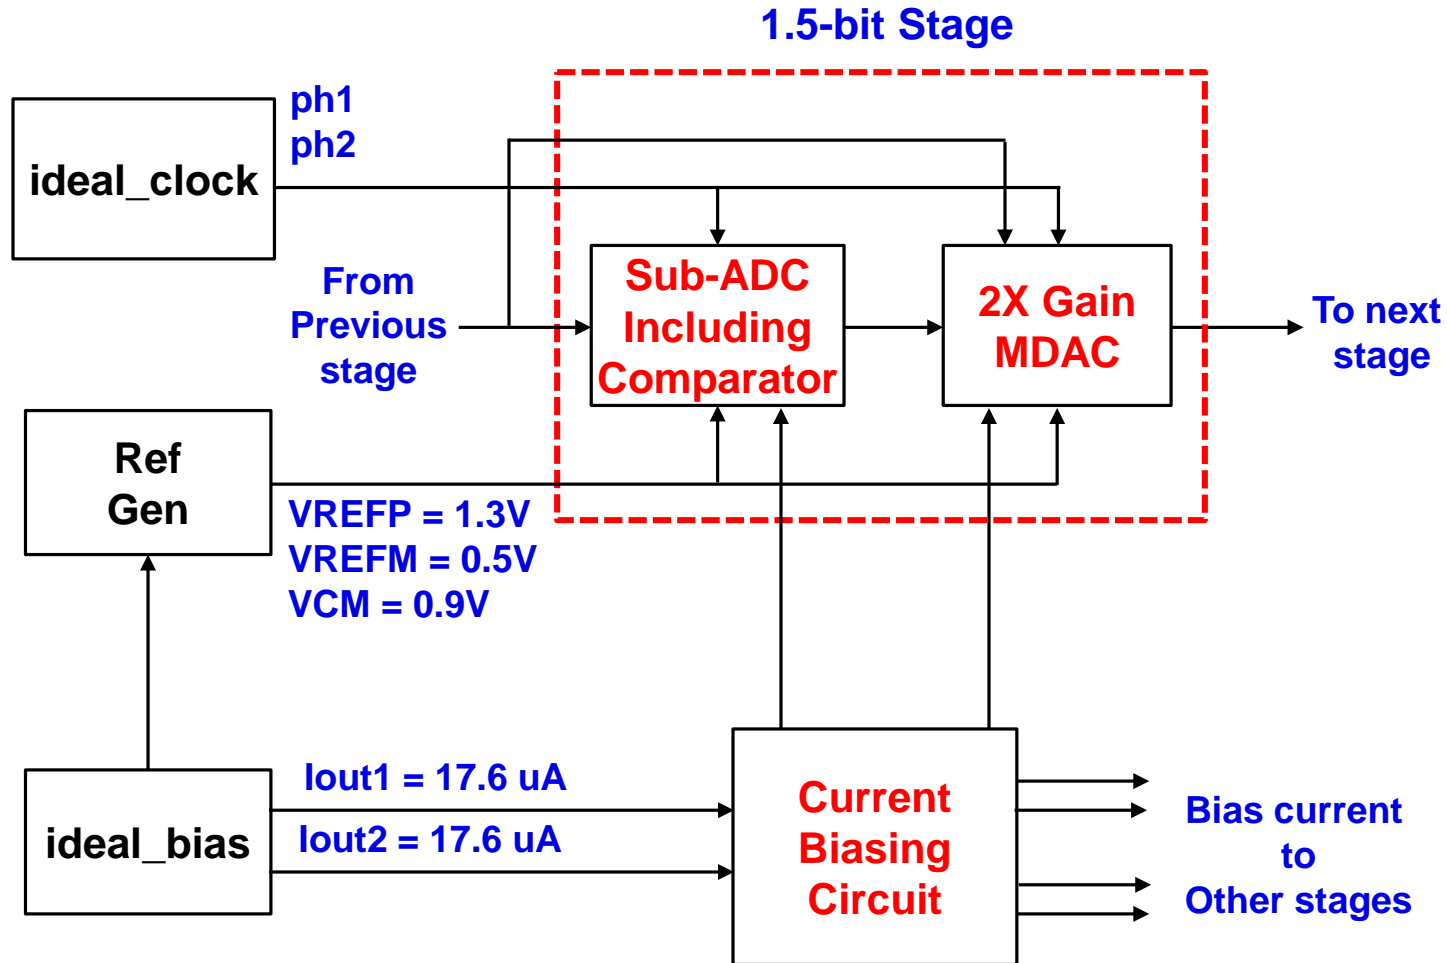 1.5-bit Stage
ph1
ph2
ideal_clock
From
Previous
stage
Sub-ADC
Including
Comparator
2X Gain
MDAC
To next
stage
Ref
Gen
VREFP = 1.3V
VREFM = 0.5V
VCM = 0.9V
ideal_bias
Iout1 = 17.6 uA
Iout2 = 17.6 uA
Current
Biasing
Circuit
Bias current
to
Other stages